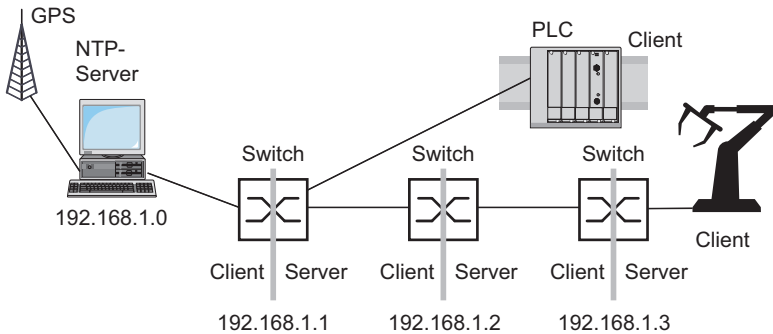 GPS
NTP-
Server
192.168.1.0
PLC
Client
Switch
Switch
Switch
Client
Client Server
Client Server
Client Server
192.168.1.1
192.168.1.2
192.168.1.3